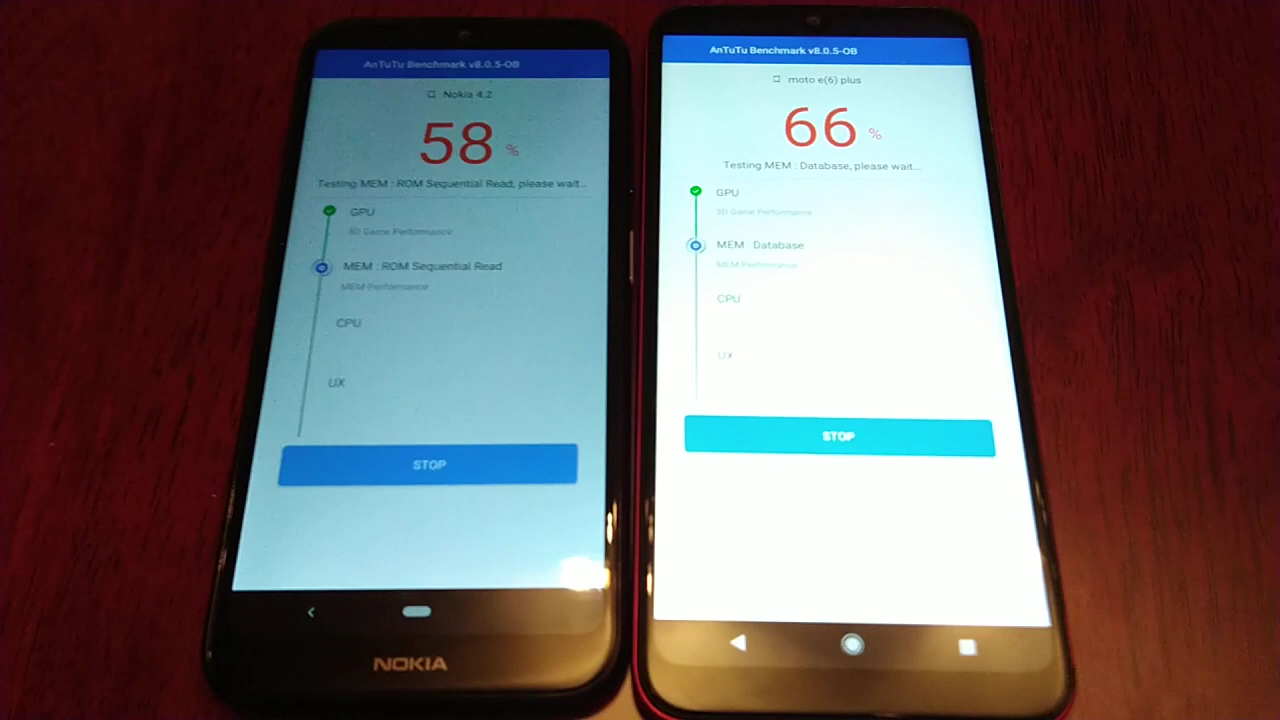 AnTuTu Benchmark v8.0.5-OB
Nokia 4.2
58 %
Testing MEM : ROM Sequential Read, please wait...
GPU
3D Game Performance
MEM : ROM Sequential Read
MEM Performance
CPU
UX
STOP
NOKIA
AnTuTu Benchmark v8.0.5-OB
moto e(6) plus
66 %
Testing MEM : Database, please wait...
GPU
3D Game Performance
MEM : Database
MEM Performance
CPU
UX
STOP